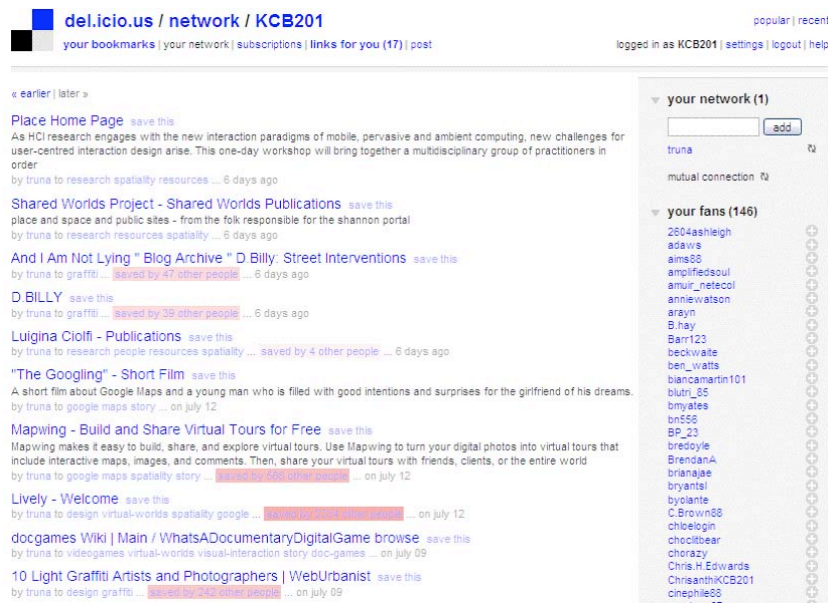 del.icio.us / network / KCB201
popular | recent
your bookmarks | your network | subscriptions | links for you (17) | post
logged in as KCB201 | settings | logout | help
« earlier | later »
Place Home Page save this
As HCI research engages with the new interaction paradigms of mobile, pervasive and ambient computing, new challenges for
user-centred interaction design arise. This one-day workshop will bring together a multidisciplinary group of practitioners in
order
by truna to research spatiality resources ... 6 days ago
Shared Worlds Project - Shared Worlds Publications save this
place and space and public sites - from the folk responsible for the shannon portal
by truna to research resources spatiality ... 6 days ago
And I Am Not Lying " Blog Archive " D.Billy: Street Interventions save this
by truna to graffiti ... saved by 47 other people ... 6 days ago
D.BILLY save this
by truna to graffiti ... saved by 39 other people ... 6 days ago
Luigina Ciolfi - Publications save this
by truna to research people resources spatiality ... saved by 4 other people ... 6 days ago
"The Googling" - Short Film save this
A short film about Google Maps and a young man who is filled with good intentions and surprises for the girlfriend of his dreams.
by truna to google maps story ... on july 12
Mapwing - Build and Share Virtual Tours for Free save this
Mapwing makes it easy to build, share, and explore virtual tours. Use Mapwing to turn your digital photos into virtual tours that
include interactive maps, images, and comments. Then, share your virtual tours with friends, clients, or the entire world
by truna to google maps spatiality story ... saved by other people ... on july 12
Lively - Welcome save this
by truna to design virtual-worlds spatiality google ... saved by other people ... on july 12
docgames Wiki | Main / WhatsADocumentaryDigitalGame browse save this
by truna to videogames virtual-worlds visual-interaction story doc-games ... on july 09
10 Light Graffiti Artists and Photographers | WebUrbanist save this
by truna to design graffiti ... saved by 242 other people ... on july 09
your network (1)
add
truna
mutual connection
your fans (146)
2604ashleigh
adaws
aims88
amplifiedsoul
amuir_netecol
anniewatson
arayn
B.hay
Barr123
beckwaite
ben_watts
biancamartin101
blutri_85
bmyates
bn556
BP_23
bredoyle
BrendanA
brianajae
bryantsl
byolante
C.Brown88
chloelogin
choclitbear
chorazy
Chris.H.Edwards
ChrisanthiKCB201
cinephile88